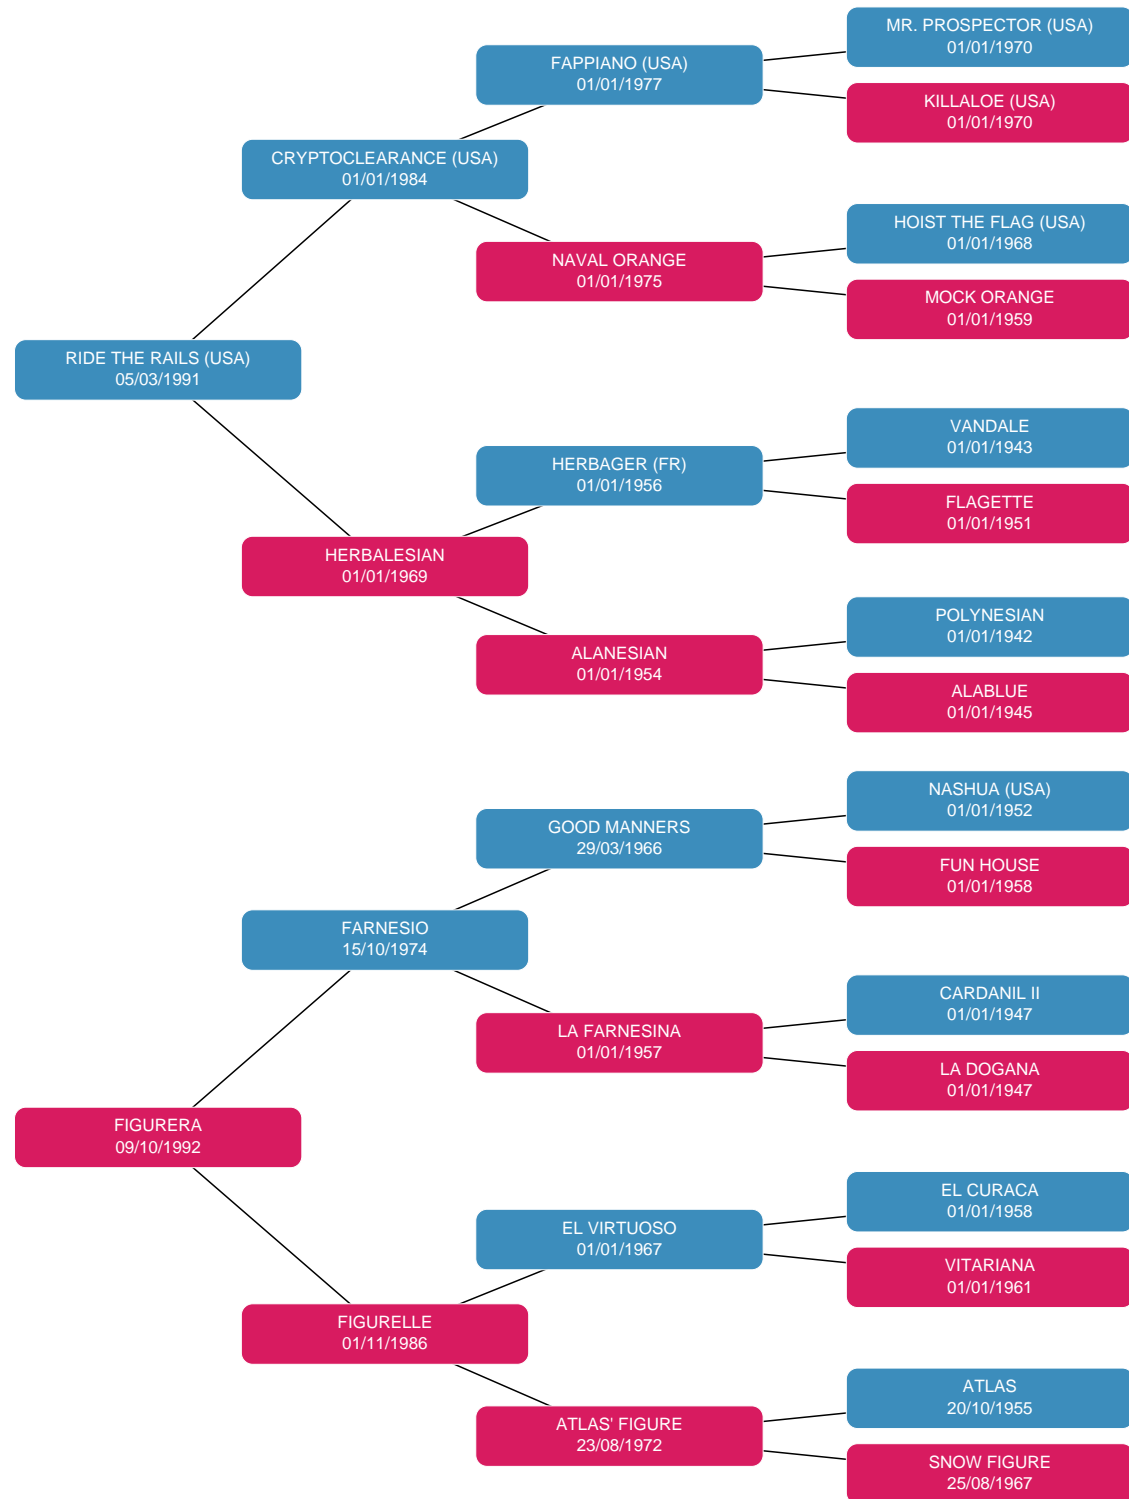 MR. PROSPECTOR (USA)
01/01/1970
FAPPIANO (USA)
01/01/1977
KILLALOE (USA)
01/01/1970
CRYPTOCLEARANCE (USA)
01/01/1984
HOIST THE FLAG (USA)
01/01/1968
NAVAL ORANGE
01/01/1975
MOCK ORANGE
01/01/1959
RIDE THE RAILS (USA)
05/03/1991
VANDALE
01/01/1943
HERBAGER (FR)
01/01/1956
FLAGETTE
01/01/1951
HERBALESIAN
01/01/1969
POLYNESIAN
01/01/1942
ALANESIAN
01/01/1954
ALABLUE
01/01/1945
NASHUA (USA)
01/01/1952
GOOD MANNERS
29/03/1966
FUN HOUSE
01/01/1958
FARNESIO
15/10/1974
CARDANIL II
01/01/1947
LA FARNESINA
01/01/1957
LA DOGANA
01/01/1947
FIGURERA
09/10/1992
EL CURACA
01/01/1958
EL VIRTUOSO
01/01/1967
VITARIANA
01/01/1961
FIGURELLE
01/11/1986
ATLAS
20/10/1955
ATLAS' FIGURE
23/08/1972
SNOW FIGURE
25/08/1967